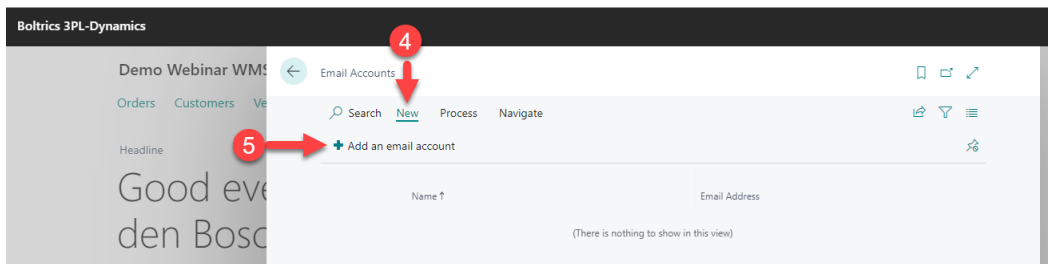 Boltrics 3PL-Dynamics
4
Demo Webinar WMS
Email Accounts
Orders Customers Ve
Search New Process Navigate
5
Add an email account
Headline
Good eve
den Bosc
Name ↑ Email Address
(There is nothing to show in this view)